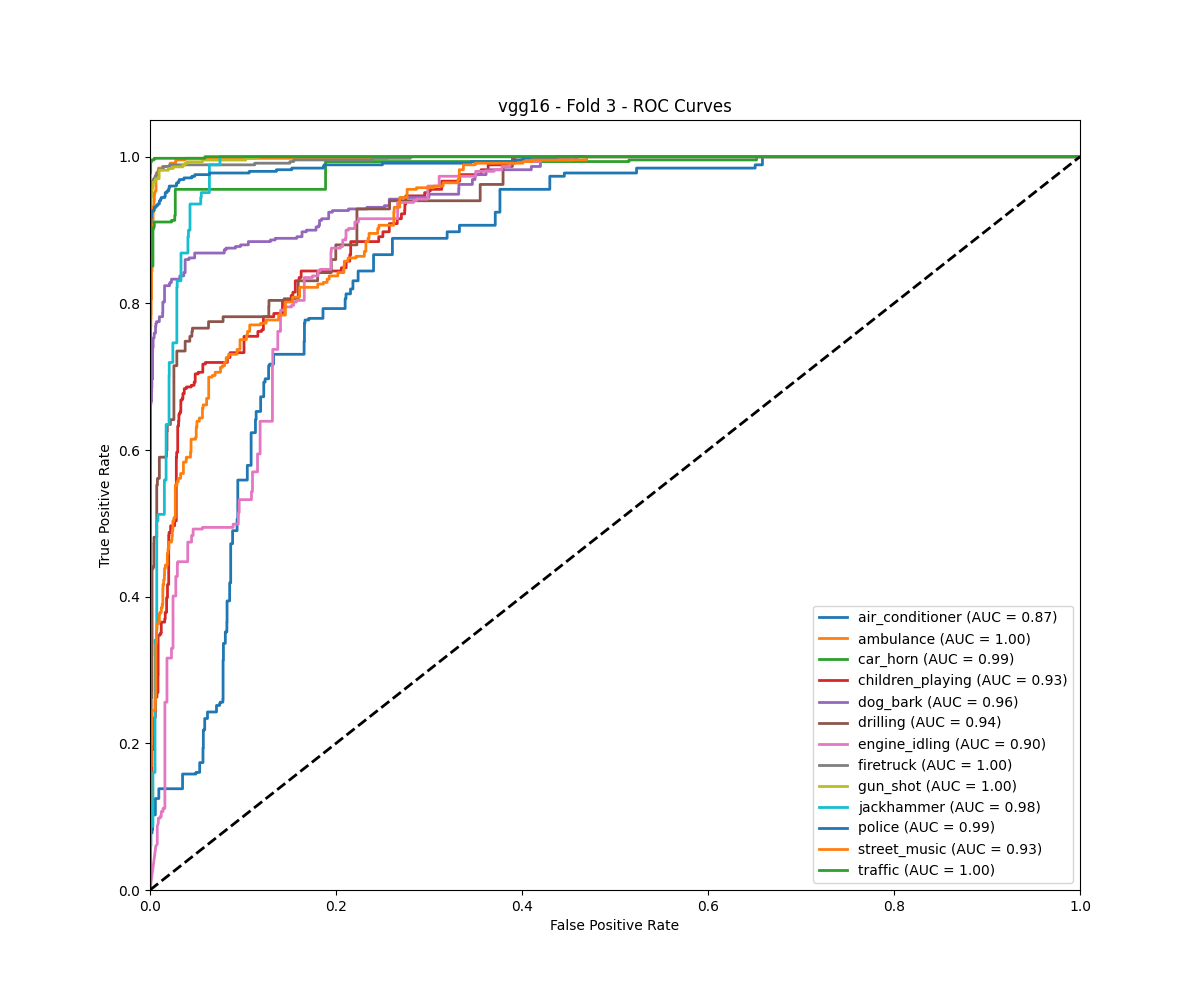 vgg16 - Fold 3 - ROC Curves
1.0
0.8
0.6
0.4
0.2
0.0
True Positive Rate
0.0 0.2 0.4 0.6 0.8 1.0
False Positive Rate
air_conditioner (AUC = 0.87)
ambulance (AUC = 1.00)
car_horn (AUC = 0.99)
children_playing (AUC = 0.93)
dog_bark (AUC = 0.96)
drilling (AUC = 0.94)
engine_idling (AUC = 0.90)
firetruck (AUC = 1.00)
gun_shot (AUC = 1.00)
jackhammer (AUC = 0.98)
police (AUC = 0.99)
street_music (AUC = 0.93)
traffic (AUC = 1.00)